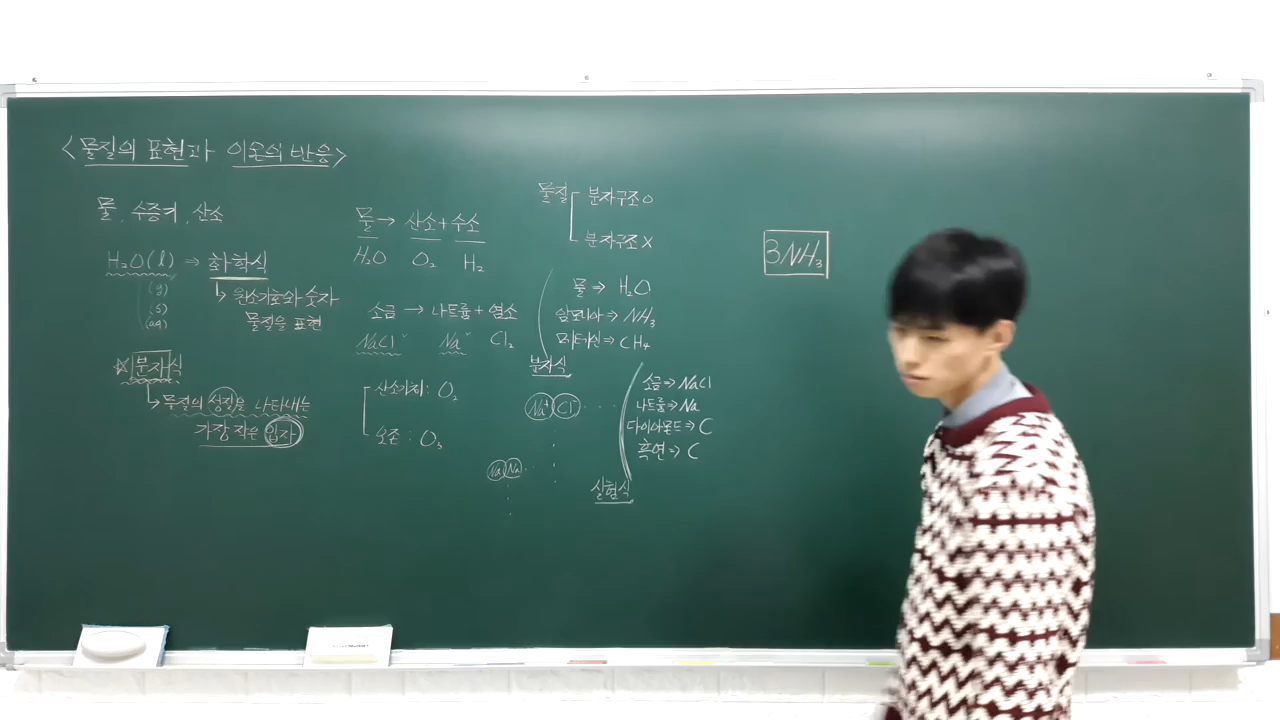 <물질의 표현과 이온의 반응>
물, 수증기, 산소
H₂O(l) ⇒ 화학식
(g)
(s)
(aq)
↳ 원소기호와 숫자
물질을 표현
☆분자식
↳ 물질의 성질을 나타내는
가장 작은 입자
물 → 산소+수소
H₂O O₂ H₂
소금 → 나트륨+염소
NaCl Na Cl₂
산소기체: O₂
오존 : O₃
물질 분자구조 O
분자구조 X
물 ⇒ H₂O
암모니아 ⇒ NH₃
메테인 ⇒ CH₄
분자식
Na⁺ Cl⁻ ...
Na Na ..
소금 ⇒ NaCl
나트륨 ⇒ Na
다이아몬드 ⇒ C
흑연 ⇒ C
실험식
3NH₃